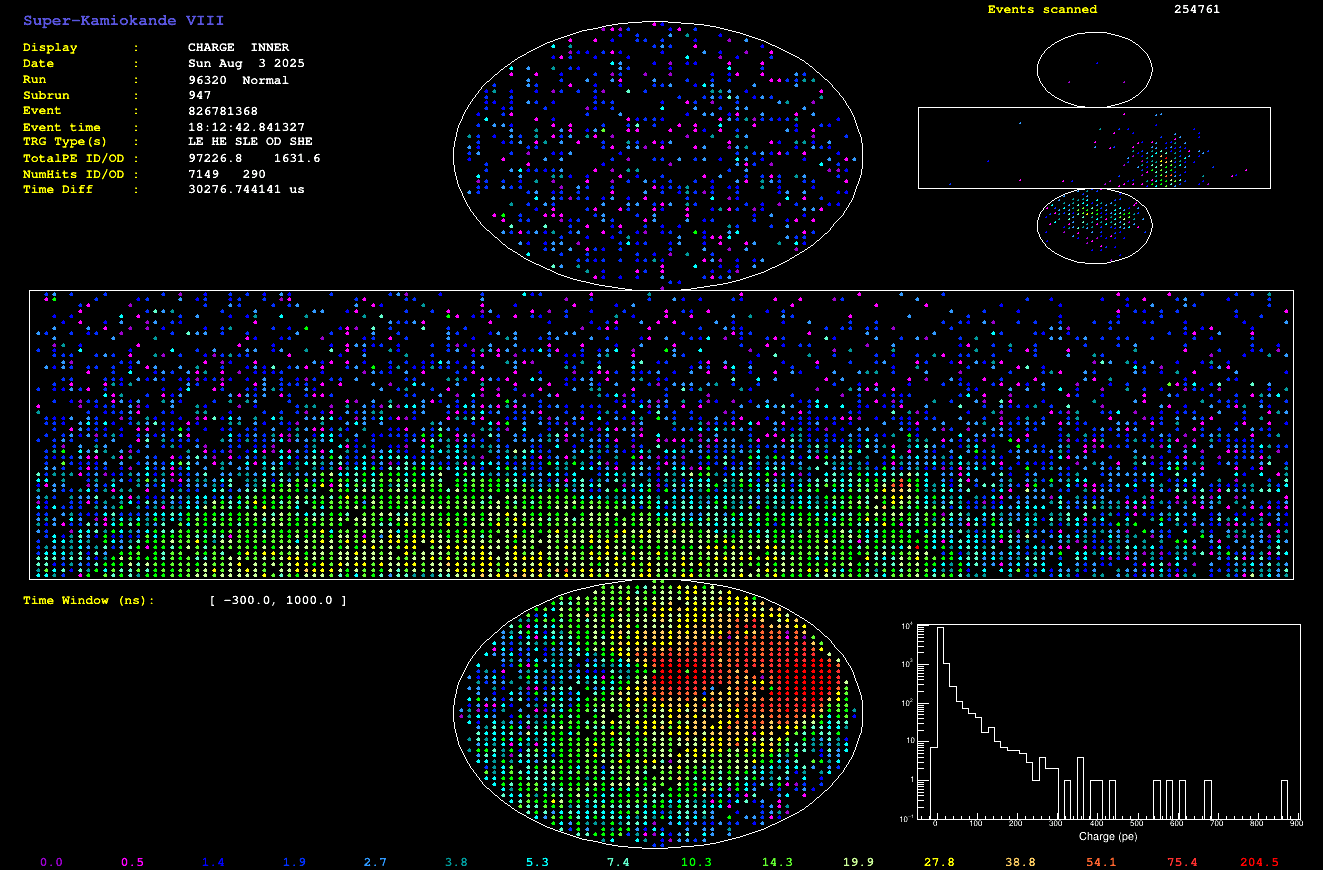 Super-Kamiokande VIII
Events scanned 254761
Display : CHARGE INNER
Date : Sun Aug 3 2025
Run : 96320 Normal
Subrun : 947
Event : 826781368
Event time : 18:12:42.841327
TRG Type(s) : LE HE SLE OD SHE
TotalPE ID/OD : 97226.8 1631.6
NumHits ID/OD : 7149 290
Time Diff : 30276.744141 us
Time Window (ns): [ -300.0, 1000.0 ]
10⁴
10³
10²
10
1
10⁻¹
0 100 200 300 400 500 600 700 800 900
Charge (pe)
0.0 0.5 1.4 1.9 2.7 3.8 5.3 7.4 10.3 14.3 19.9 27.8 38.8 54.1 75.4 204.5